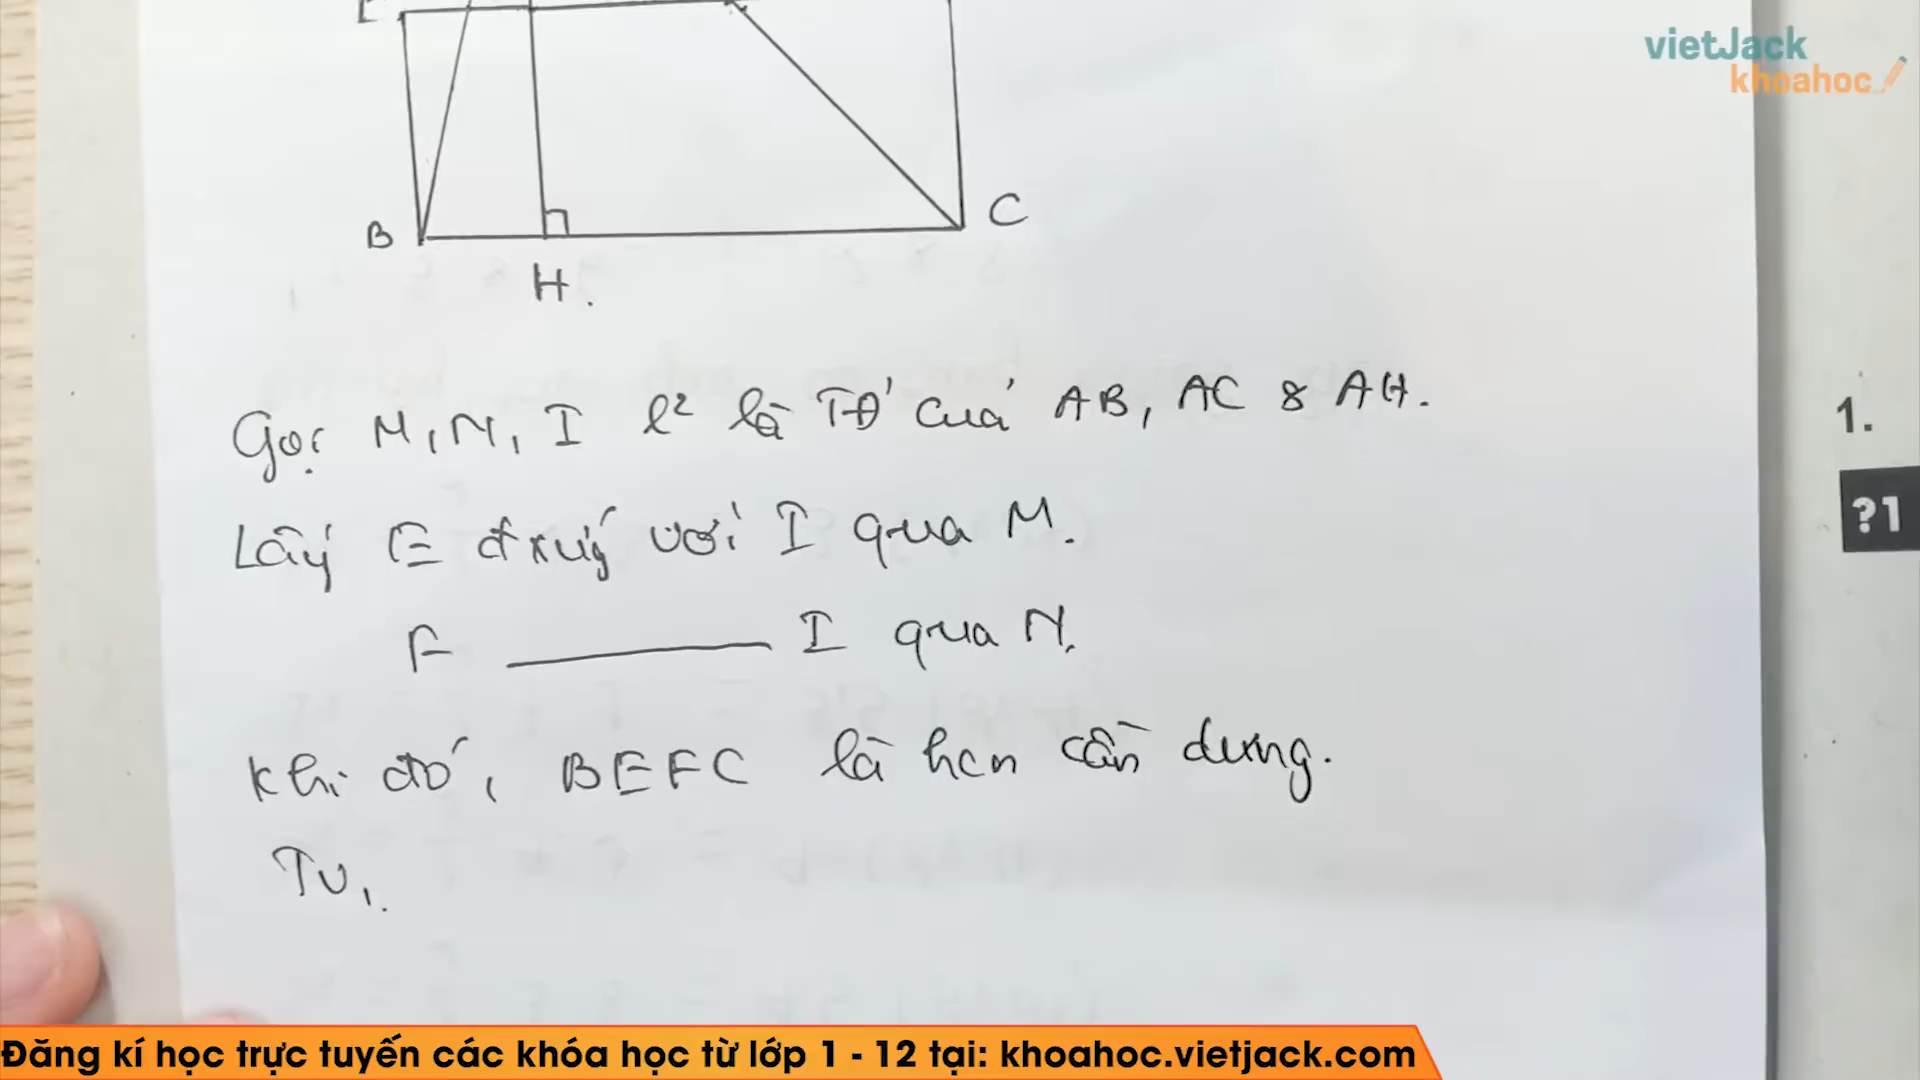 vietJack
khoahoc
B
C
H.
Gọi M, N, I l² là TĐ' của AB, AC & AH.
Lấy E đ xứng với I qua M.
F ——— I qua N.
Khi đó, BEFC là hcn cần dựng.
TV,
1.
?1
Đăng kí học trực tuyến các khóa học từ lớp 1 - 12 tại: khoahoc.vietjack.com